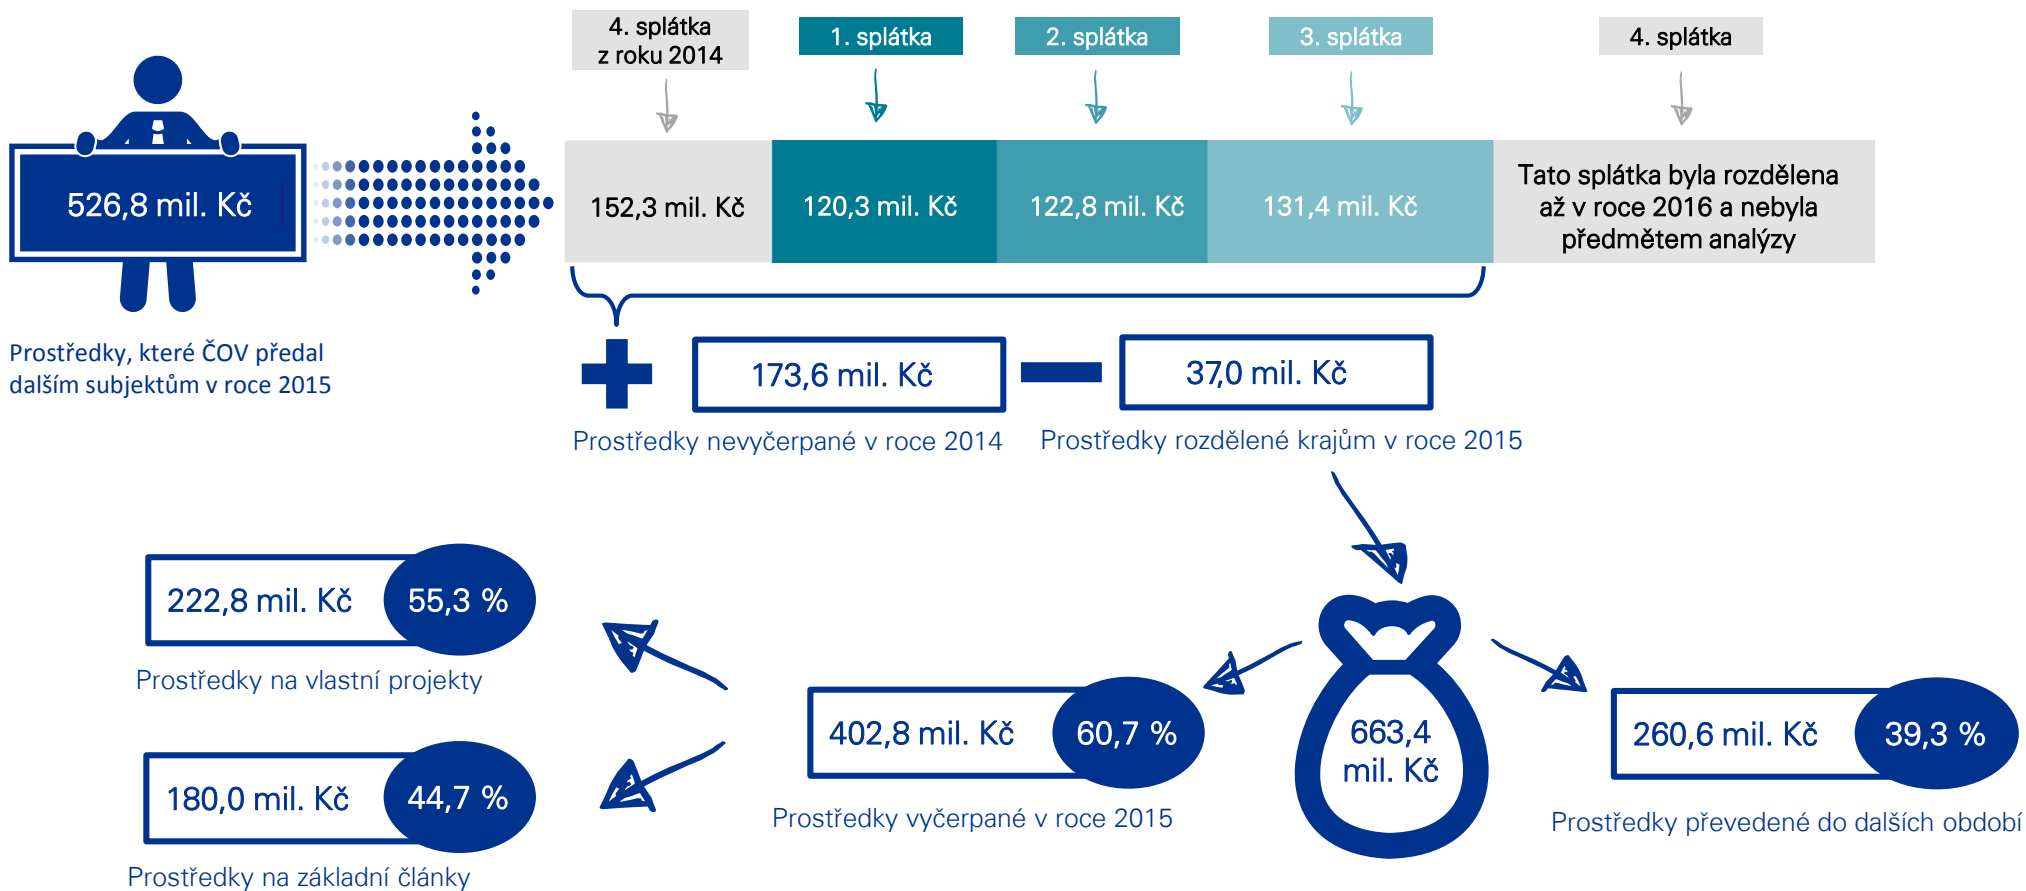 4. splátka
z roku 2014
1. splátka
2. splátka
3. splátka
4. splátka
526,8 mil. Kč
152,3 mil. Kč
120,3 mil. Kč
122,8 mil. Kč
131,4 mil. Kč
Tato splátka byla rozdělena
až v roce 2016 a nebyla
předmětem analýzy
Prostředky, které ČOV předal
dalším subjektům v roce 2015
173,6 mil. Kč
37,0 mil. Kč
Prostředky nevyčerpané v roce 2014
Prostředky rozdělené krajům v roce 2015
222,8 mil. Kč
55,3 %
Prostředky na vlastní projekty
180,0 mil. Kč
44,7 %
Prostředky na základní články
402,8 mil. Kč
60,7 %
Prostředky vyčerpané v roce 2015
663,4
mil. Kč
260,6 mil. Kč
39,3 %
Prostředky převedené do dalších období